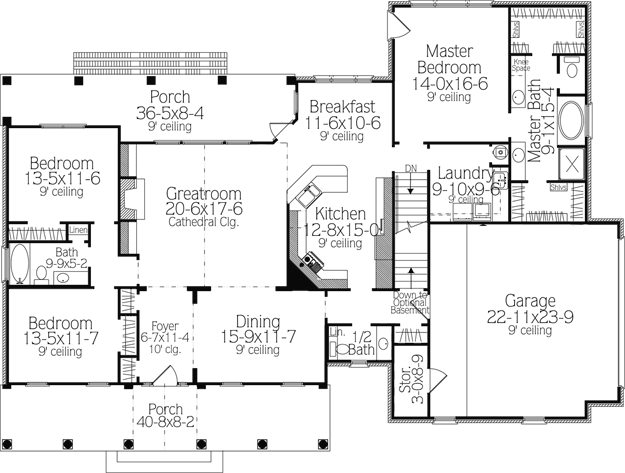 Porch
36-5x8-4
9' ceiling
Breakfast
11-6x10-6
9' ceiling
Master
Bedroom
14-0x16-6
9' ceiling
Shlvs
Knee
Space
Master Bath
9-1x15-4
Bedroom
13-5x11-6
9' ceiling
Greatroom
20-6x17-6
Cathedral Clg.
Kitchen
12-8x15-0
9' ceiling
DN
Laundry
9-10x9-6
9' ceiling
Shlvs
Shlvs
Linen
Bath
9-9x5-2
Down to
Optional
Basement
Garage
22-11x23-9
9' ceiling
Bedroom
13-5x11-7
9' ceiling
Foyer
6-7x11-4
10' clg.
Dining
15-9x11-7
9' ceiling
Lin.
1/2
Bath
Stor.
3-0x8-9
Porch
40-8x8-2